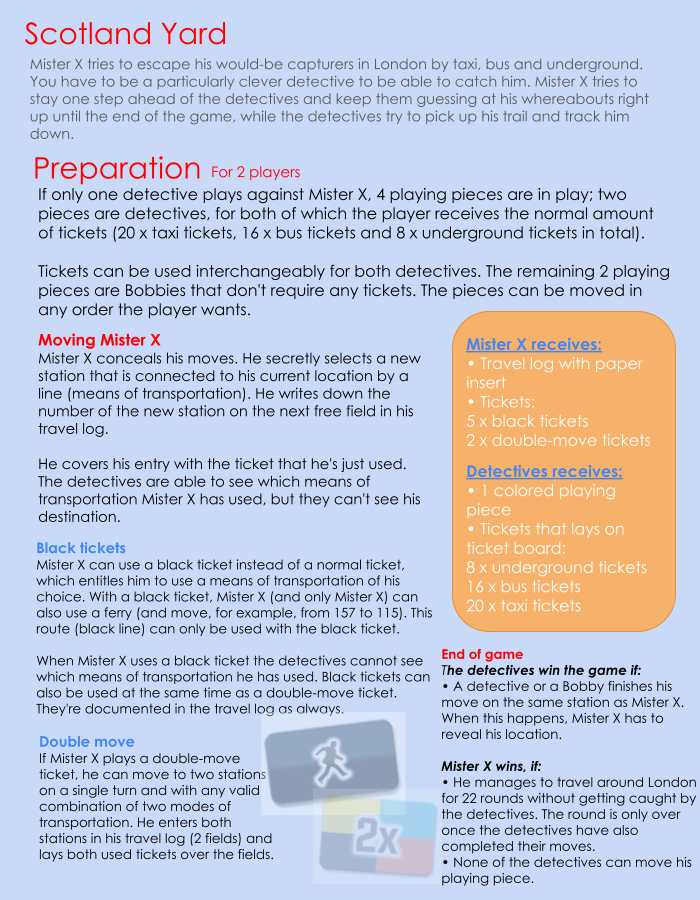 Scotland Yard
Mister X tries to escape his would-be capturers in London by taxi, bus and underground.
You have to be a particularly clever detective to be able to catch him. Mister X tries to
stay one step ahead of the detectives and keep them guessing at his whereabouts right
up until the end of the game, while the detectives try to pick up his trail and track him
down.
Preparation For 2 players
If only one detective plays against Mister X, 4 playing pieces are in play; two
pieces are detectives, for both of which the player receives the normal amount
of tickets (20 x taxi tickets, 16 x bus tickets and 8 x underground tickets in total).
Tickets can be used interchangeably for both detectives. The remaining 2 playing
pieces are Bobbies that don't require any tickets. The pieces can be moved in
any order the player wants.
Moving Mister X
Mister X conceals his moves. He secretly selects a new
station that is connected to his current location by a
line (means of transportation). He writes down the
number of the new station on the next free field in his
travel log.
He covers his entry with the ticket that he's just used.
The detectives are able to see which means of
transportation Mister X has used, but they can't see his
destination.
Black tickets
Mister X can use a black ticket instead of a normal ticket,
which entitles him to use a means of transportation of his
choice. With a black ticket, Mister X (and only Mister X) can
also use a ferry (and move, for example, from 157 to 115). This
route (black line) can only be used with the black ticket.
When Mister X uses a black ticket the detectives cannot see
which means of transportation he has used. Black tickets can
also be used at the same time as a double-move ticket.
They're documented in the travel log as always.
Double move
If Mister X plays a double-move
ticket, he can move to two stations
on a single turn and with any valid
combination of two modes of
transportation. He enters both
stations in his travel log (2 fields) and
lays both used tickets over the fields.
2x
Mister X receives:
• Travel log with paper
insert
• Tickets:
5 x black tickets
2 x double-move tickets
Detectives receives:
• 1 colored playing
piece
• Tickets that lays on
ticket board:
8 x underground tickets
16 x bus tickets
20 x taxi tickets
End of game
The detectives win the game if:
• A detective or a Bobby finishes his
move on the same station as Mister X.
When this happens, Mister X has to
reveal his location.
Mister X wins, if:
• He manages to travel around London
for 22 rounds without getting caught by
the detectives. The round is only over
once the detectives have also
completed their moves.
• None of the detectives can move his
playing piece.